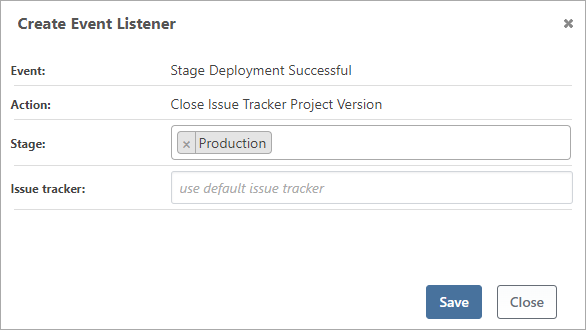 Create Event Listener ×
Event: Stage Deployment Successful
Action: Close Issue Tracker Project Version
Stage: × Production
Issue tracker: use default issue tracker
Save Close